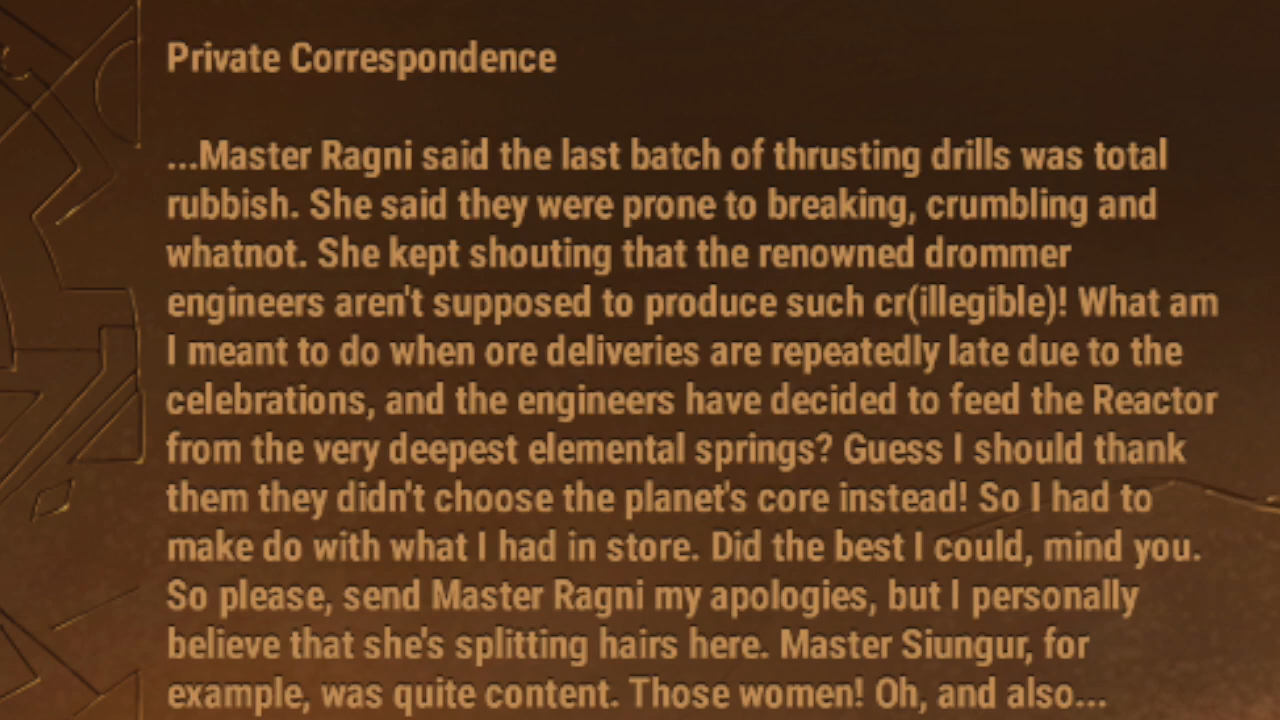 Private Correspondence
...Master Ragni said the last batch of thrusting drills was total
rubbish. She said they were prone to breaking, crumbling and
whatnot. She kept shouting that the renowned drommer
engineers aren't supposed to produce such cr(illegible)! What am
I meant to do when ore deliveries are repeatedly late due to the
celebrations, and the engineers have decided to feed the Reactor
from the very deepest elemental springs? Guess I should thank
them they didn't choose the planet's core instead! So I had to
make do with what I had in store. Did the best I could, mind you.
So please, send Master Ragni my apologies, but I personally
believe that she's splitting hairs here. Master Siungur, for
example, was quite content. Those women! Oh, and also...